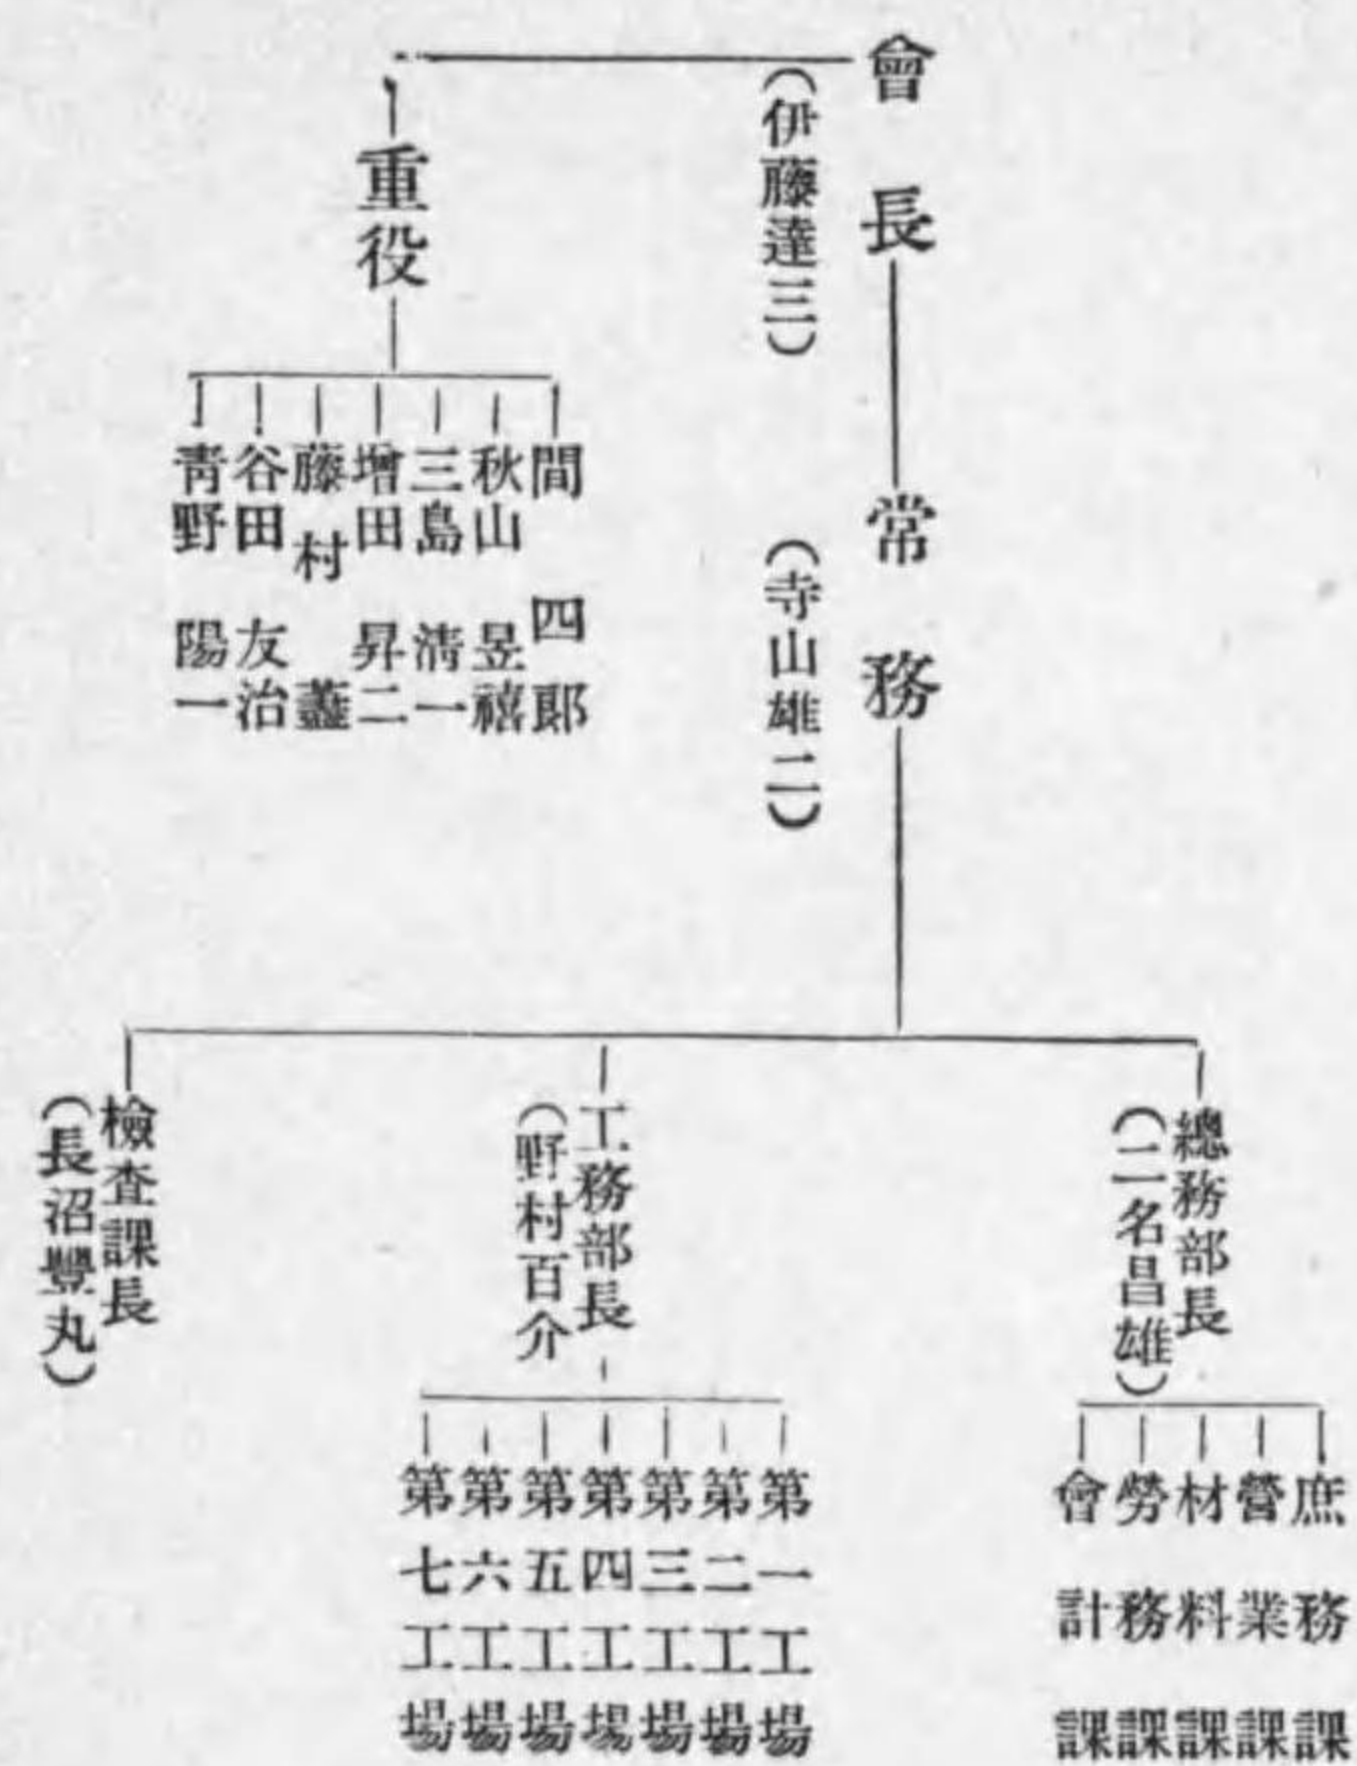 會長
(伊藤達三)
常務
(寺山雄二)
重役
間四郎
秋山昱禧
三島清一
增田昇二
藤村蓋
谷田友治
靑野陽一
總務部長
(二名昌雄)
庶務課
營業課
材料課
勞務課
會計課
工務部長
(野村百介
第一工場
第二工場
第三工場
第四工場
第五工場
第六工場
第七工場
檢査課長
(長沼豐丸)